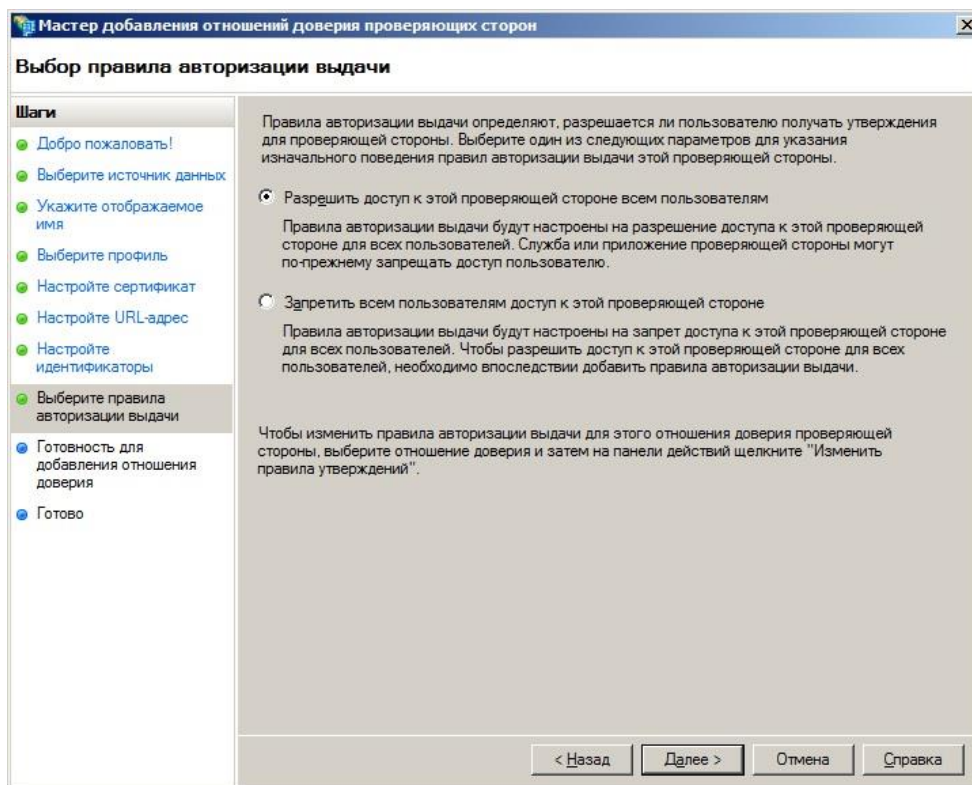 Мастер добавления отношений доверия проверяющих сторон
Выбор правила авторизации выдачи
Шаги
Добро пожаловать!
Выберите источник данных
Укажите отображаемое
имя
Выберите профиль
Настройте сертификат
Настройте URL-адрес
Настройте
идентификаторы
Выберите правила
авторизации выдачи
Готовность для
добавления отношения
доверия
Готово
Правила авторизации выдачи определяют, разрешается ли пользователю получать утверждения
для проверяющей стороны. Выберите один из следующих параметров для указания
изначального поведения правил авторизации выдачи этой проверяющей стороны.
Разрешить доступ к этой проверяющей стороне всем пользователям
Правила авторизации выдачи будут настроены на разрешение доступа к этой проверяющей
стороне для всех пользователей. Служба или приложение проверяющей стороны могут
по-прежнему запрещать доступ пользователю.
Запретить всем пользователям доступ к этой проверяющей стороне
Правила авторизации выдачи будут настроены на запрет доступа к этой проверяющей стороне
для всех пользователей. Чтобы разрешить доступ к этой проверяющей стороне для всех
пользователей, необходимо впоследствии добавить правила авторизации выдачи.
Чтобы изменить правила авторизации выдачи для этого отношения доверия проверяющей
стороны, выберите отношение доверия и затем на панели действий щелкните "Изменить
правила утверждений".
< Назад
Далее >
Отмена
Справка